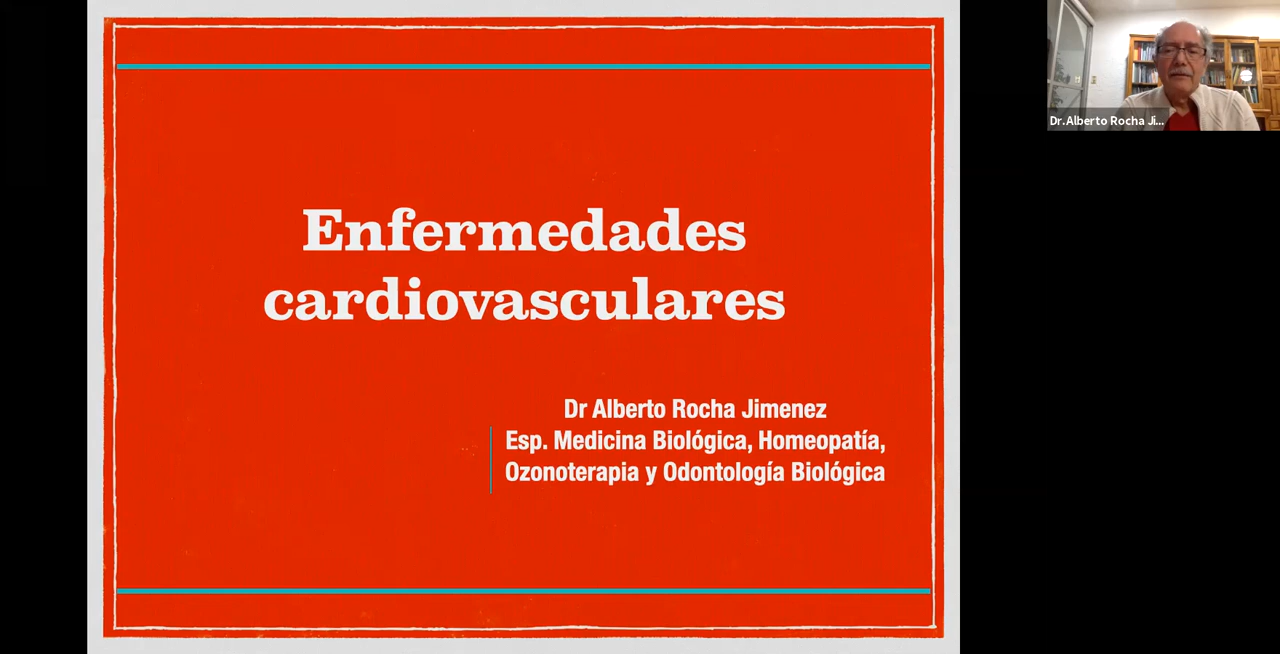 Enfermedades
cardiovasculares
Dr Alberto Rocha Jimenez
Esp. Medicina Biológica, Homeopatía,
Ozonoterapia y Odontología Biológica
Dr.Alberto Rocha Ji...